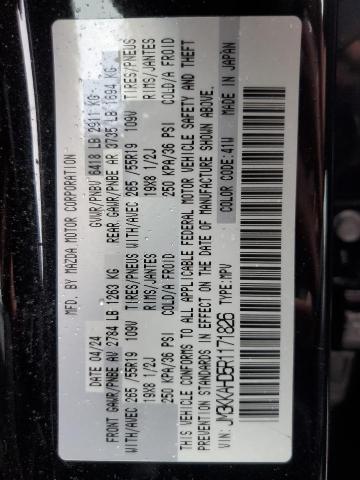 MFD. BY MAZDA MOTOR CORPORATION
DATE 04/24 GVWR/PNBV 6418 LB 2911 KG
FRONT GAWR/PNBE AV 2784 LB 1263 KG REAR GAWR/PNBE AR 3735 LB 1694 KG
WITH/AVEC 265 /55R19 109V TIRES/PNEUS WITH/AVEC 265 /55R19 109V TIRES/PNEUS
19X8 1/2J RIMS/JANTES 19X8 1/2J RIMS/JANTES
250 KPA/36 PSI COLD/A FROID 250 KPA/36 PSI COLD/A FROID
THIS VEHICLE CONFORMS TO ALL APPLICABLE FEDERAL MOTOR VEHICLE SAFETY AND THEFT
PREVENTION STANDARDS IN EFFECT ON THE DATE OF MANUFACTURE SHOWN ABOVE.
VIN: JM3KKAHD5R1171826 TYPE: MPV COLOR CODE: 41W MADE IN JAPAN